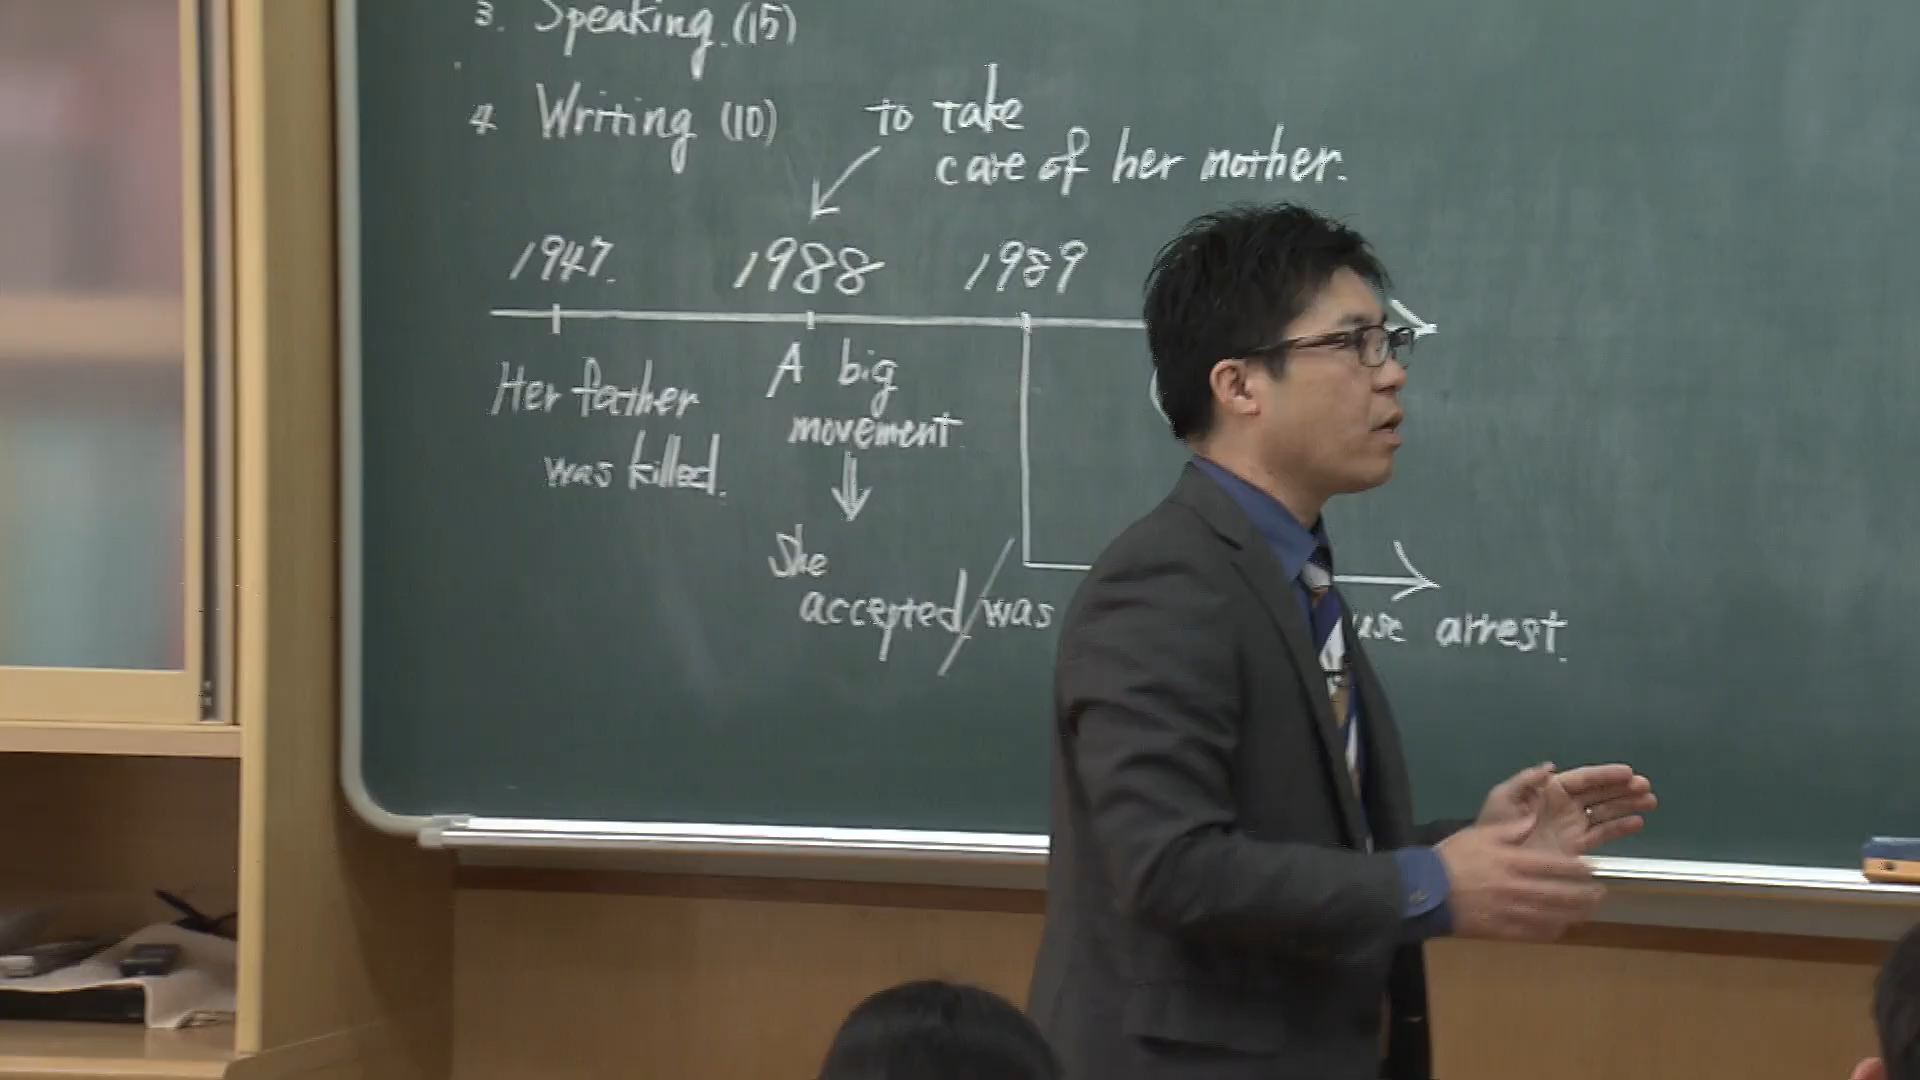 3. Speaking (15)
4 Writing (10)
to take
care of her mother.
1947. 1988 1989
Her father
was killed.
A big
movement
She
accepted / was
arrest.